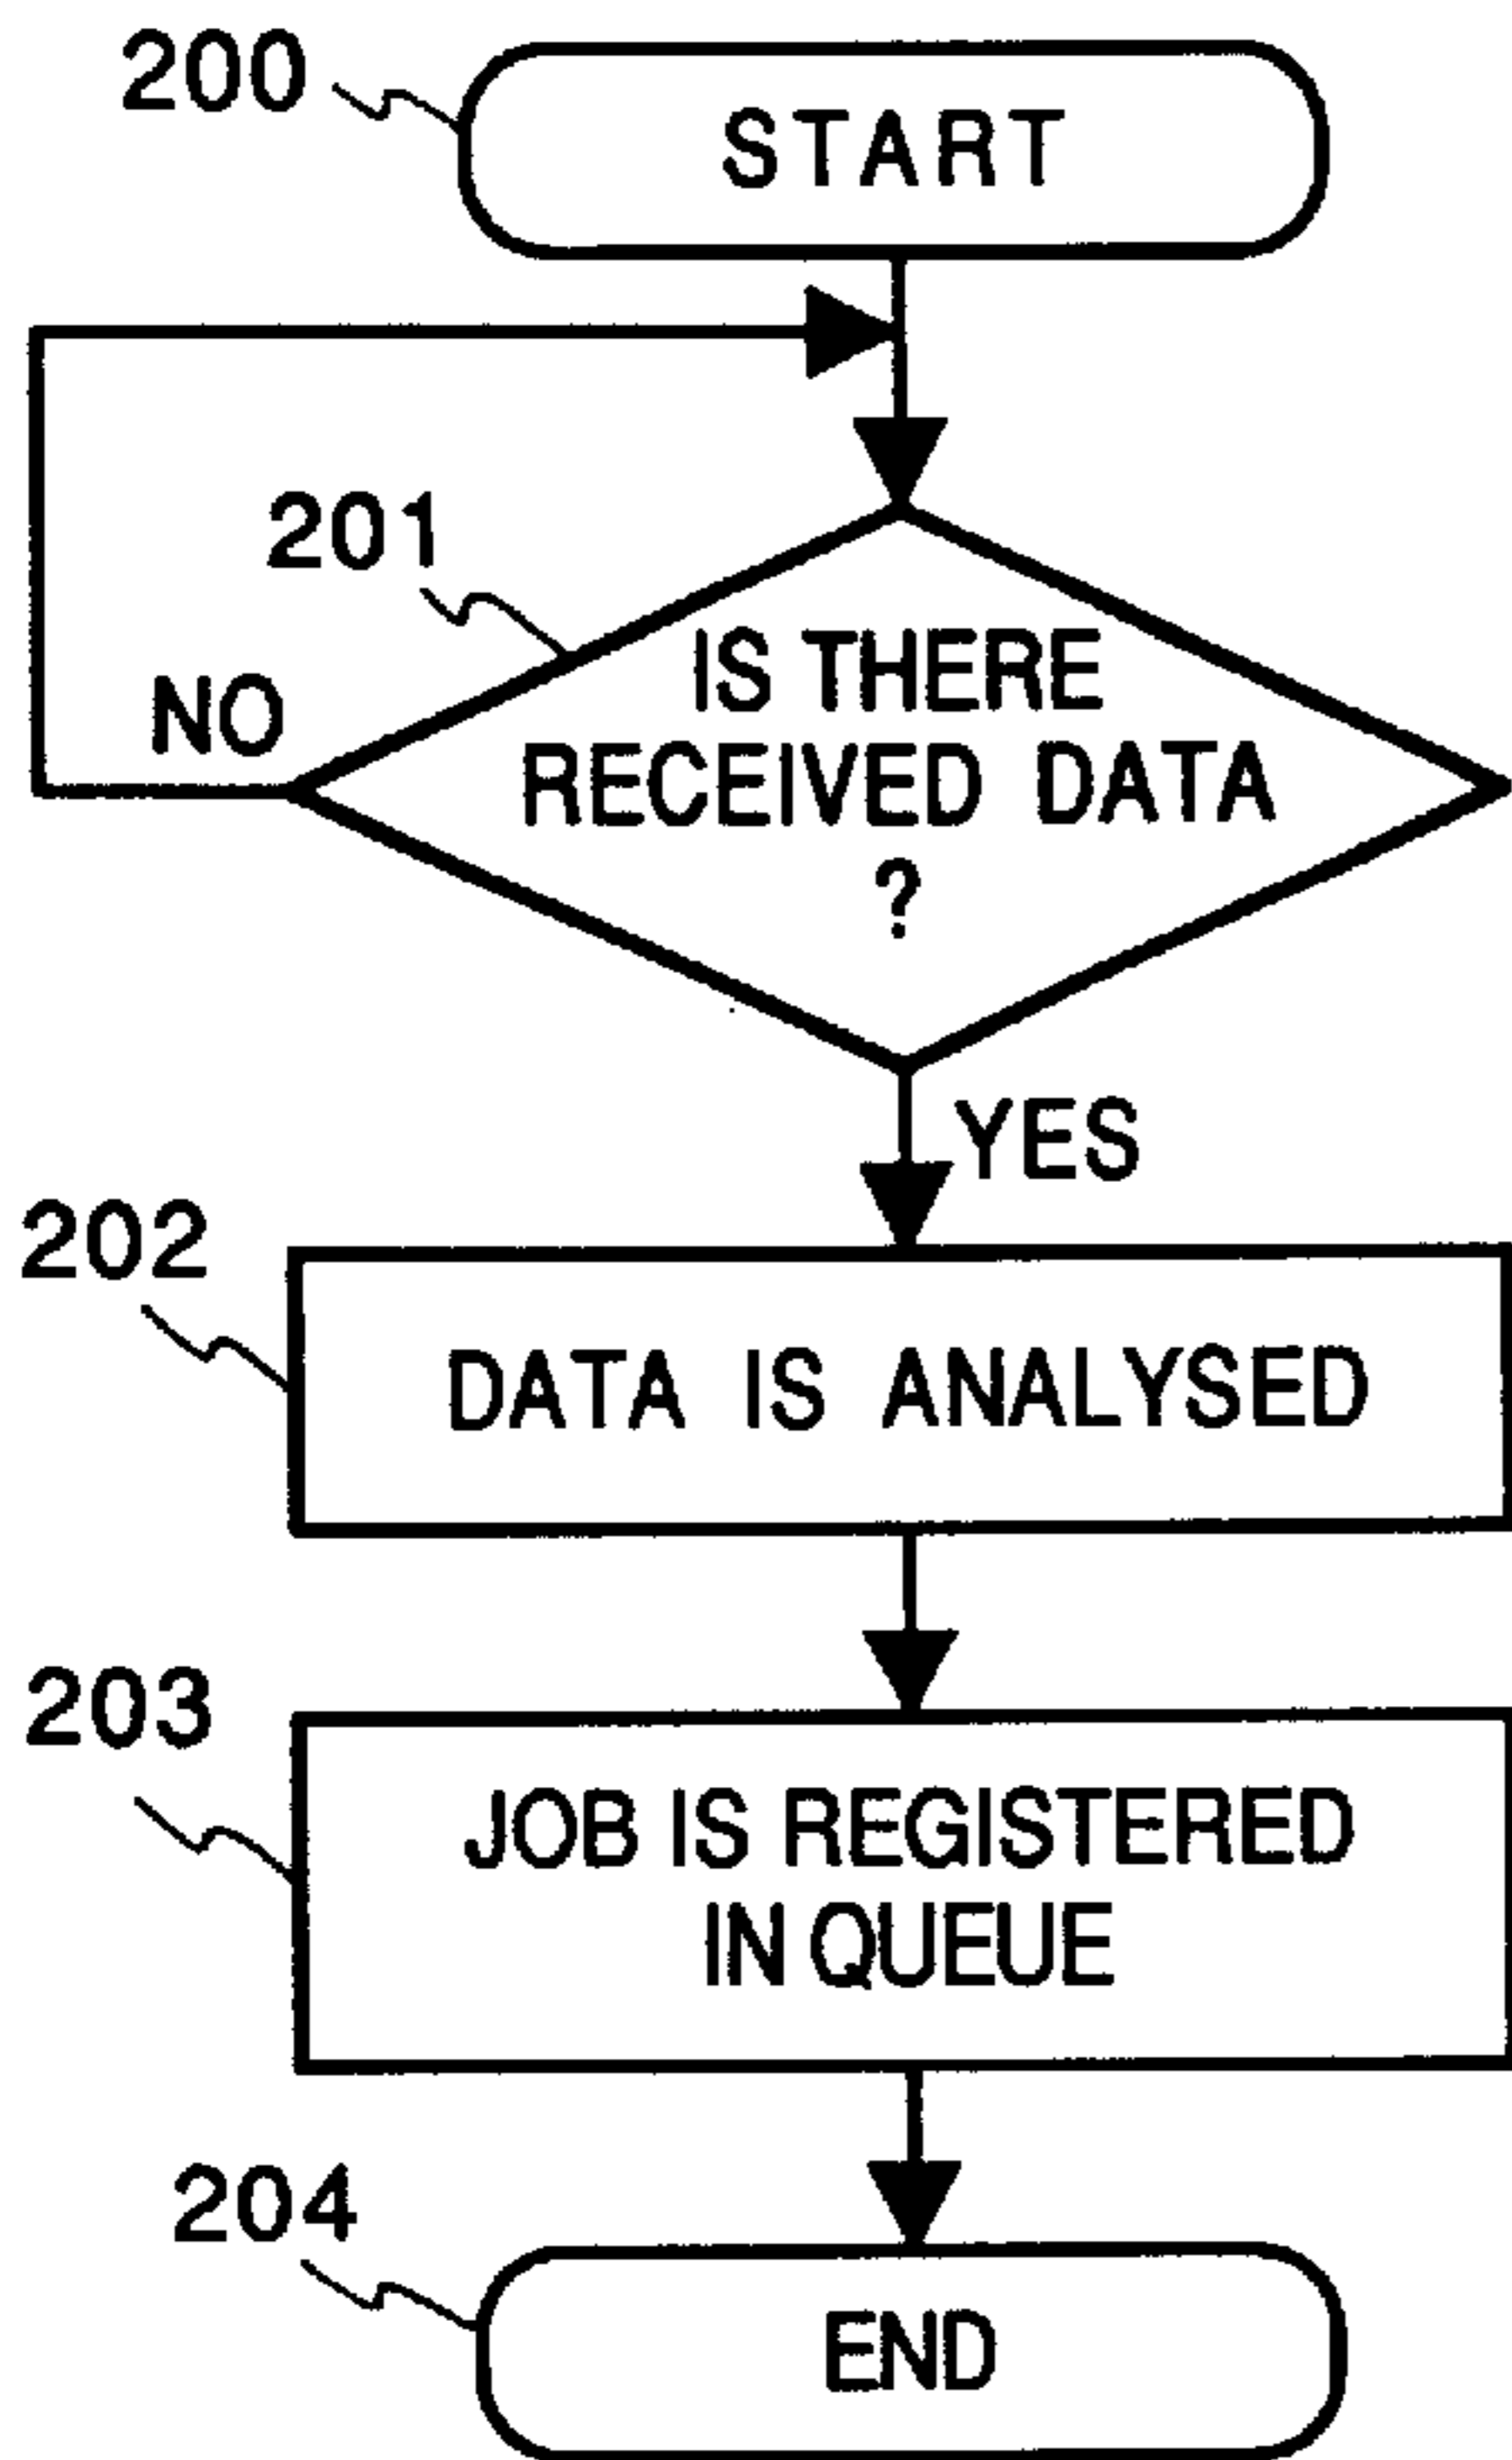 200
START
201
IS THERE
NO
RECEIVED DATA
?
YES
202
DATA IS ANALYSED
203
JOB IS REGISTERED
IN QUEUE
204
END